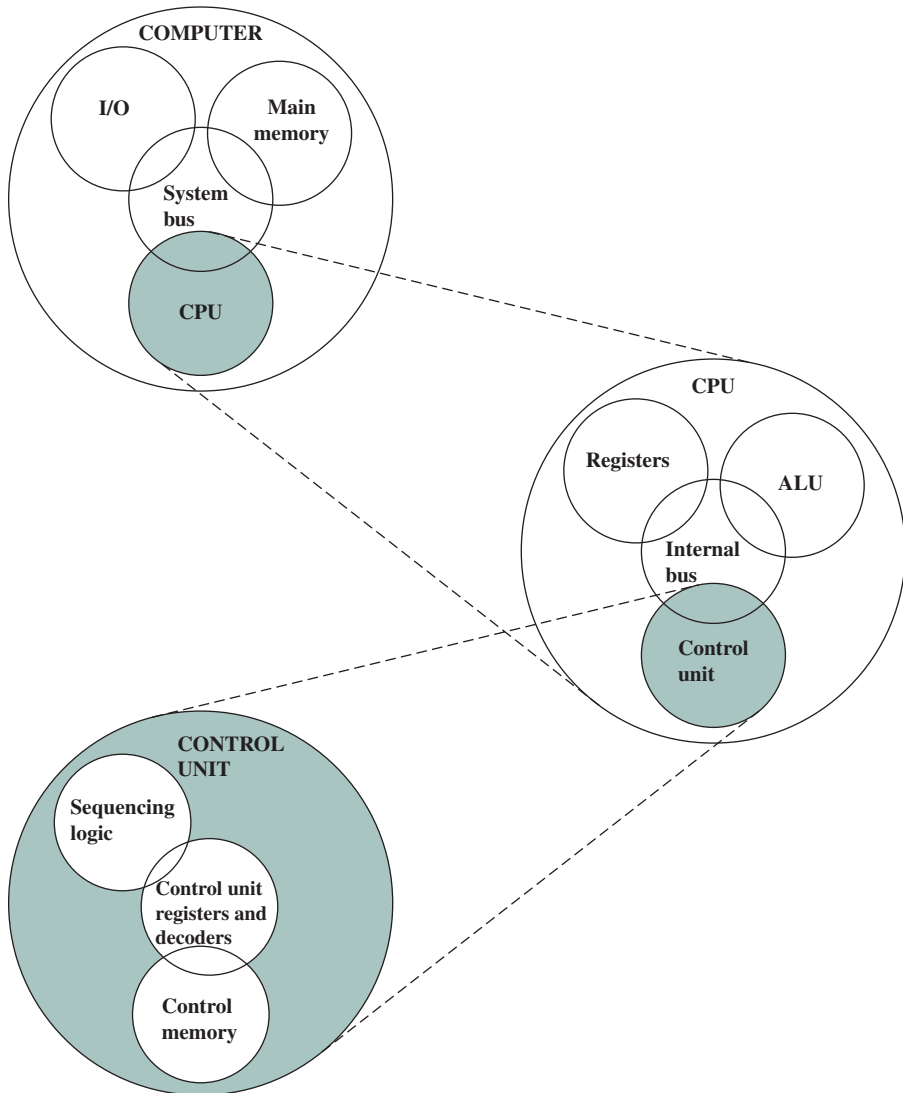 COMPUTER
I/O
Main
memory
System
bus
CPU
CPU
Registers
ALU
Internal
bus
Control
unit
CONTROL
UNIT
Sequencing
logic
Control unit
registers and
decoders
Control
memory